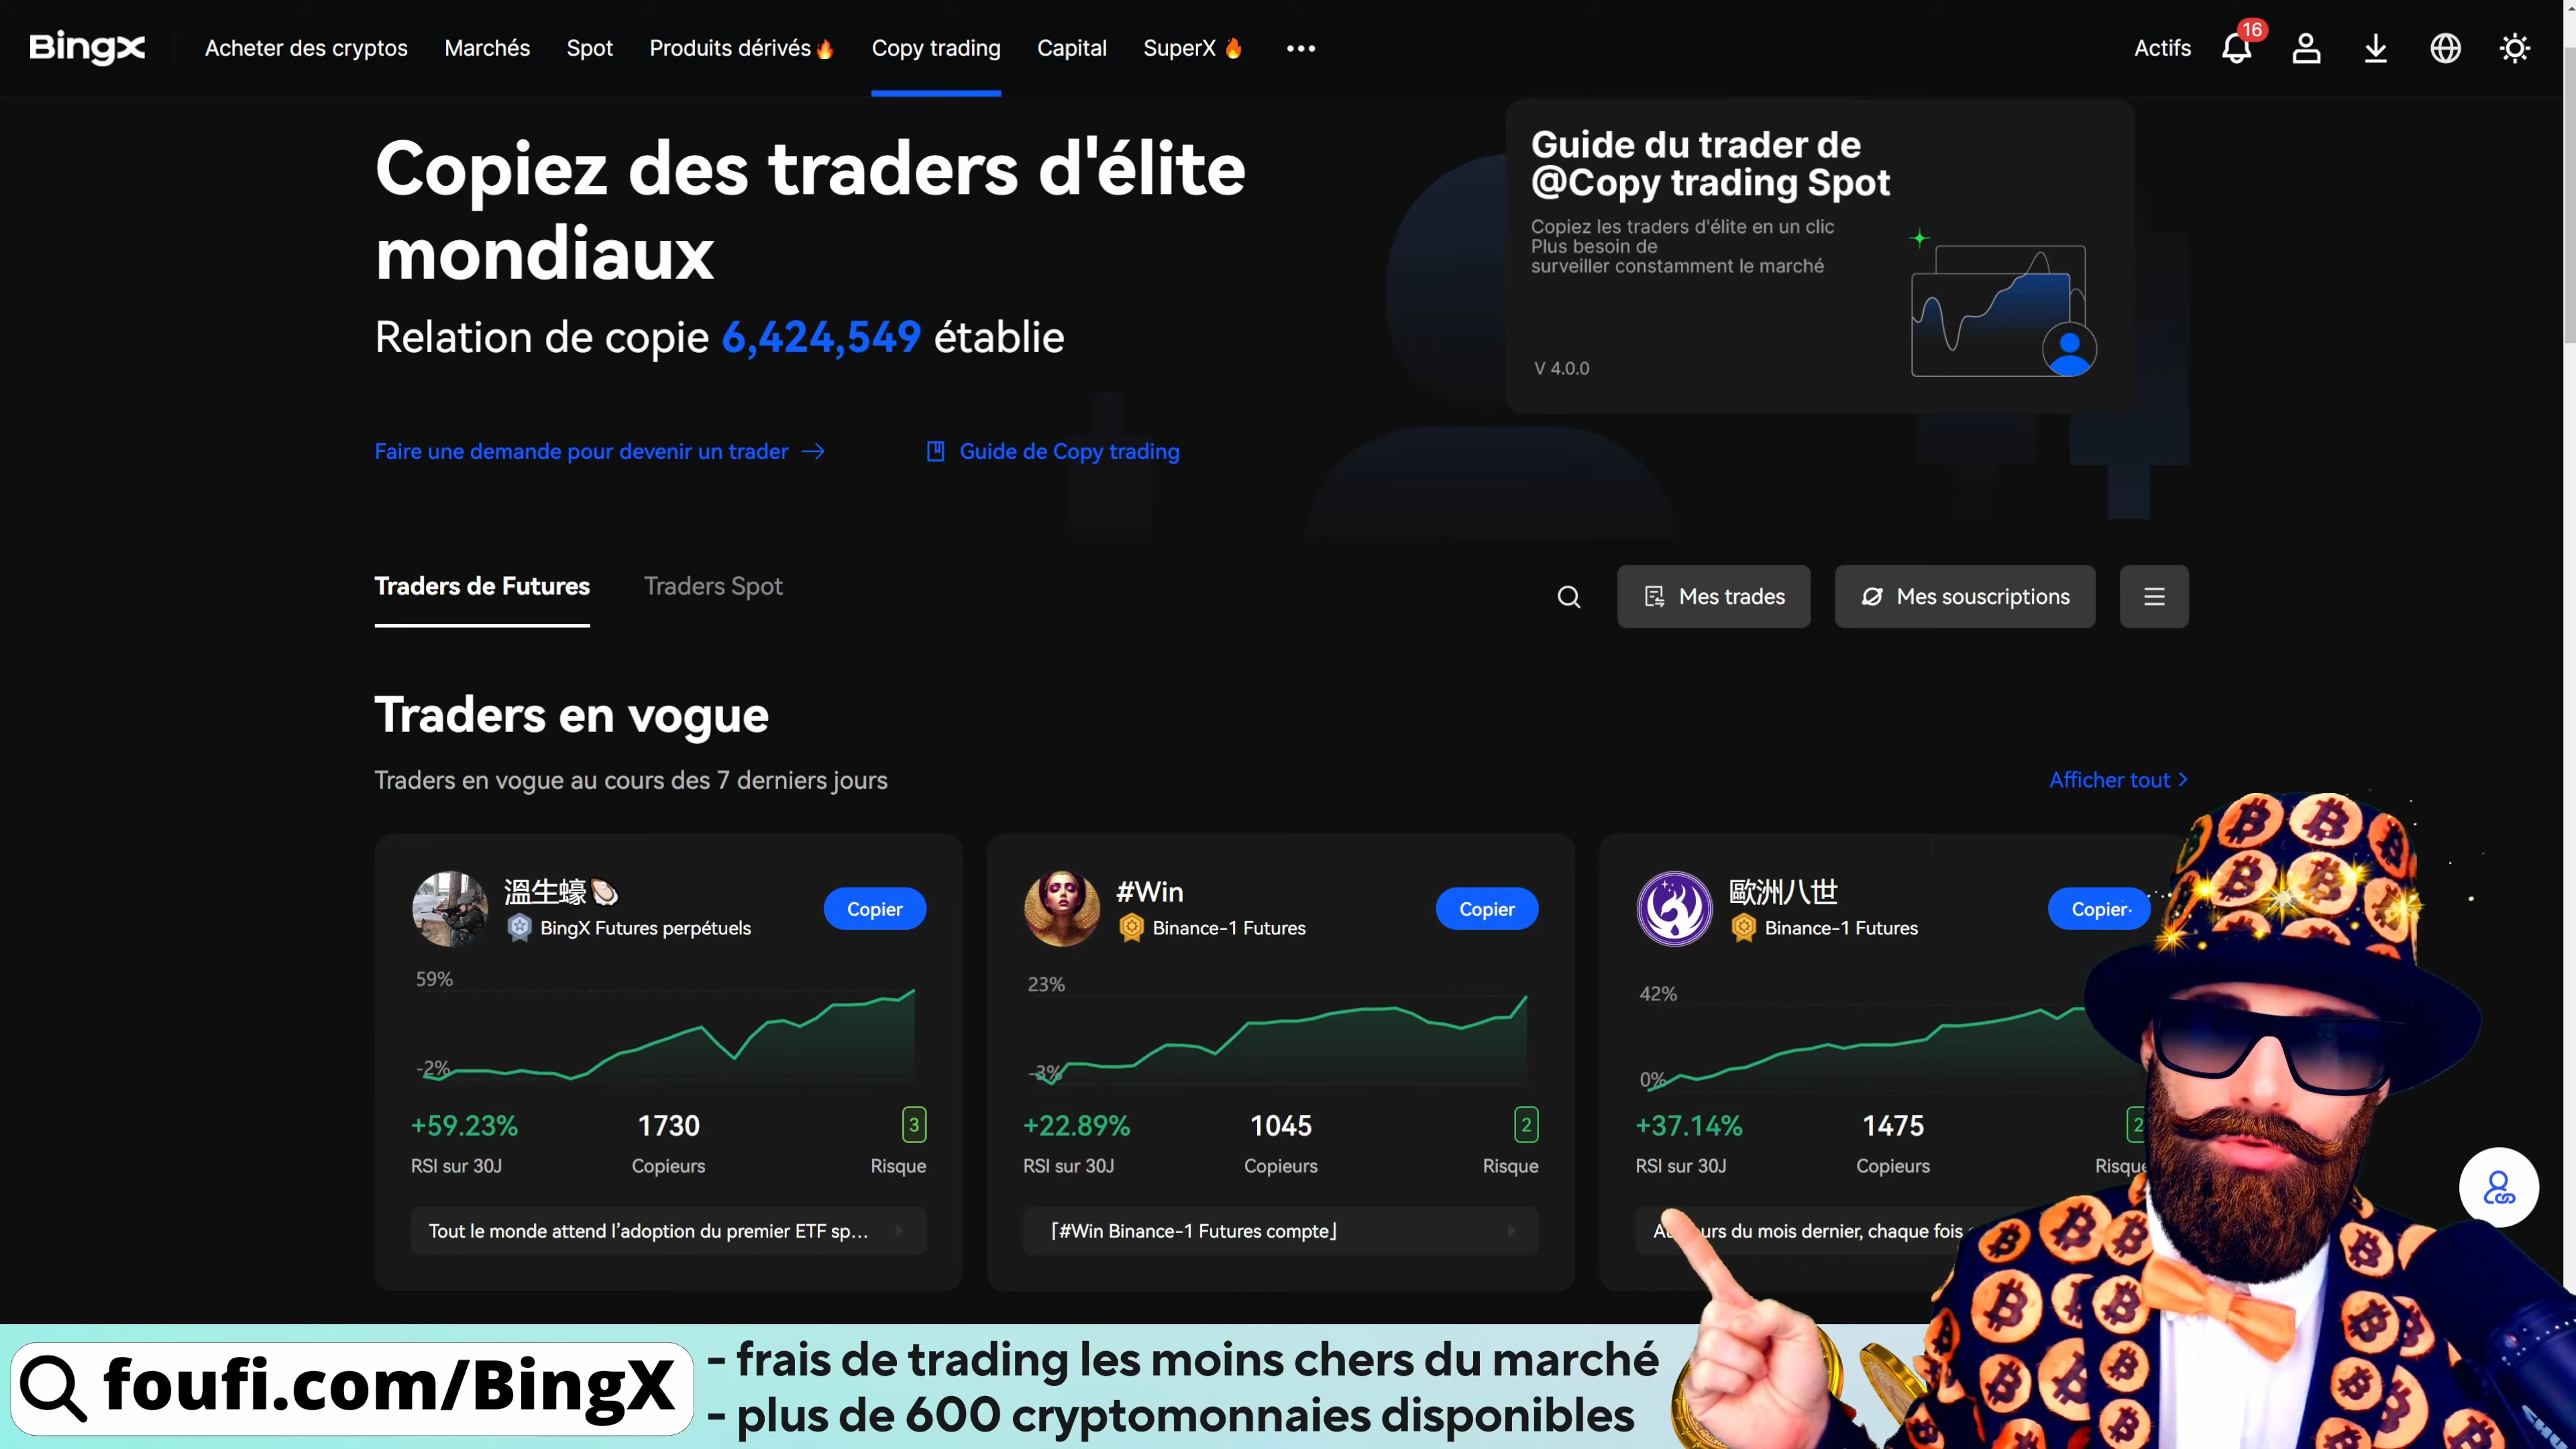 BingX
Acheter des cryptos
Marchés
Spot
Produits dérivés🔥
Copy trading
Capital
SuperX 🔥
Actifs
16
Copiez des traders d'élite
mondiaux
Relation de copie 6,424,549 établie
Faire une demande pour devenir un trader
Guide de Copy trading
Guide du trader de
@Copy trading Spot
Copiez les traders d'élite en un clic
Plus besoin de
surveiller constamment le marché
V 4.0.0
Traders de Futures
Traders Spot
Mes trades
Mes souscriptions
Traders en vogue
Traders en vogue au cours des 7 derniers jours
Afficher tout >
溫生蠔🦪
BingX Futures perpétuels
Copier
59%
-2%
+59.23%
1730
3
RSI sur 30J
Copieurs
Risque
Tout le monde attend l'adoption du premier ETF sp...
#Win
Binance-1 Futures
Copier
23%
-3%
+22.89%
1045
2
RSI sur 30J
Copieurs
Risque
「#Win Binance-1 Futures compte」
歐洲八世
Binance-1 Futures
Copier
42%
0%
+37.14%
1475
2
RSI sur 30J
Copieurs
Risque
du mois dernier, chaque fois
foufi.com/BingX
- frais de trading les moins chers du marché
- plus de 600 cryptomonnaies disponibles